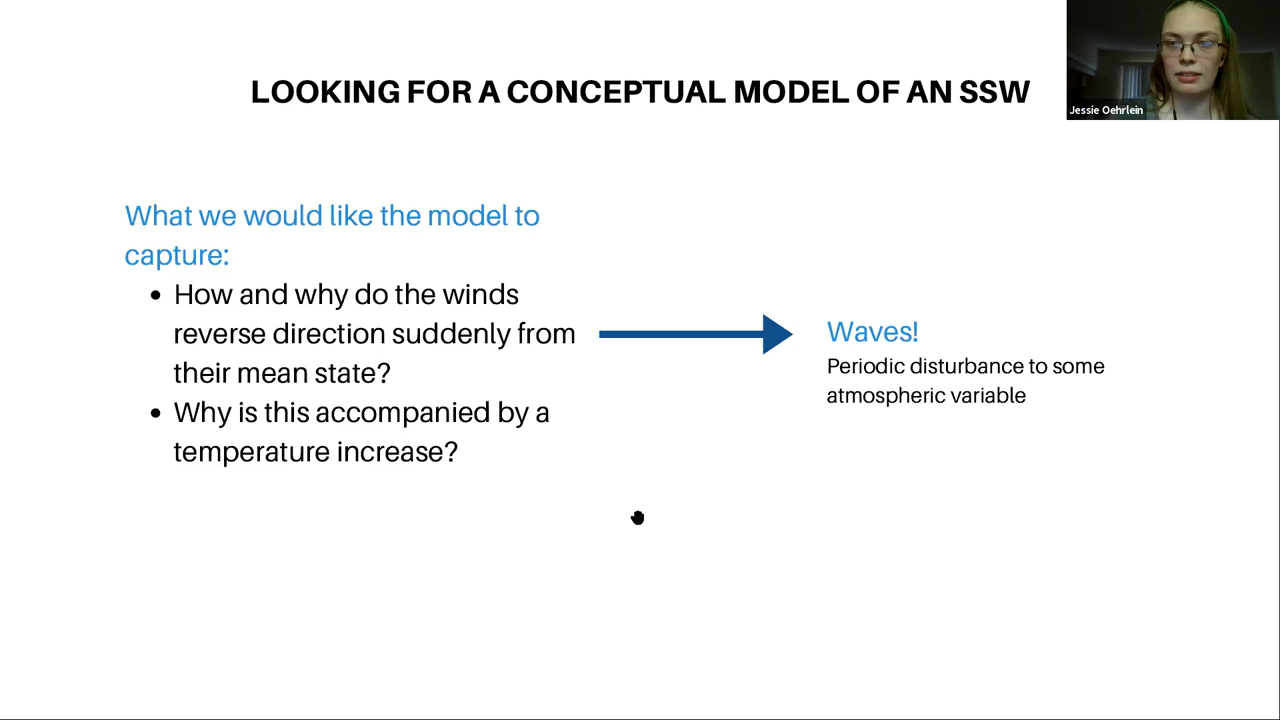 LOOKING FOR A CONCEPTUAL MODEL OF AN SSW
Jessie Oehrlein
What we would like the model to
capture:
• How and why do the winds
reverse direction suddenly from
their mean state?
• Why is this accompanied by a
temperature increase?
Waves!
Periodic disturbance to some
atmospheric variable